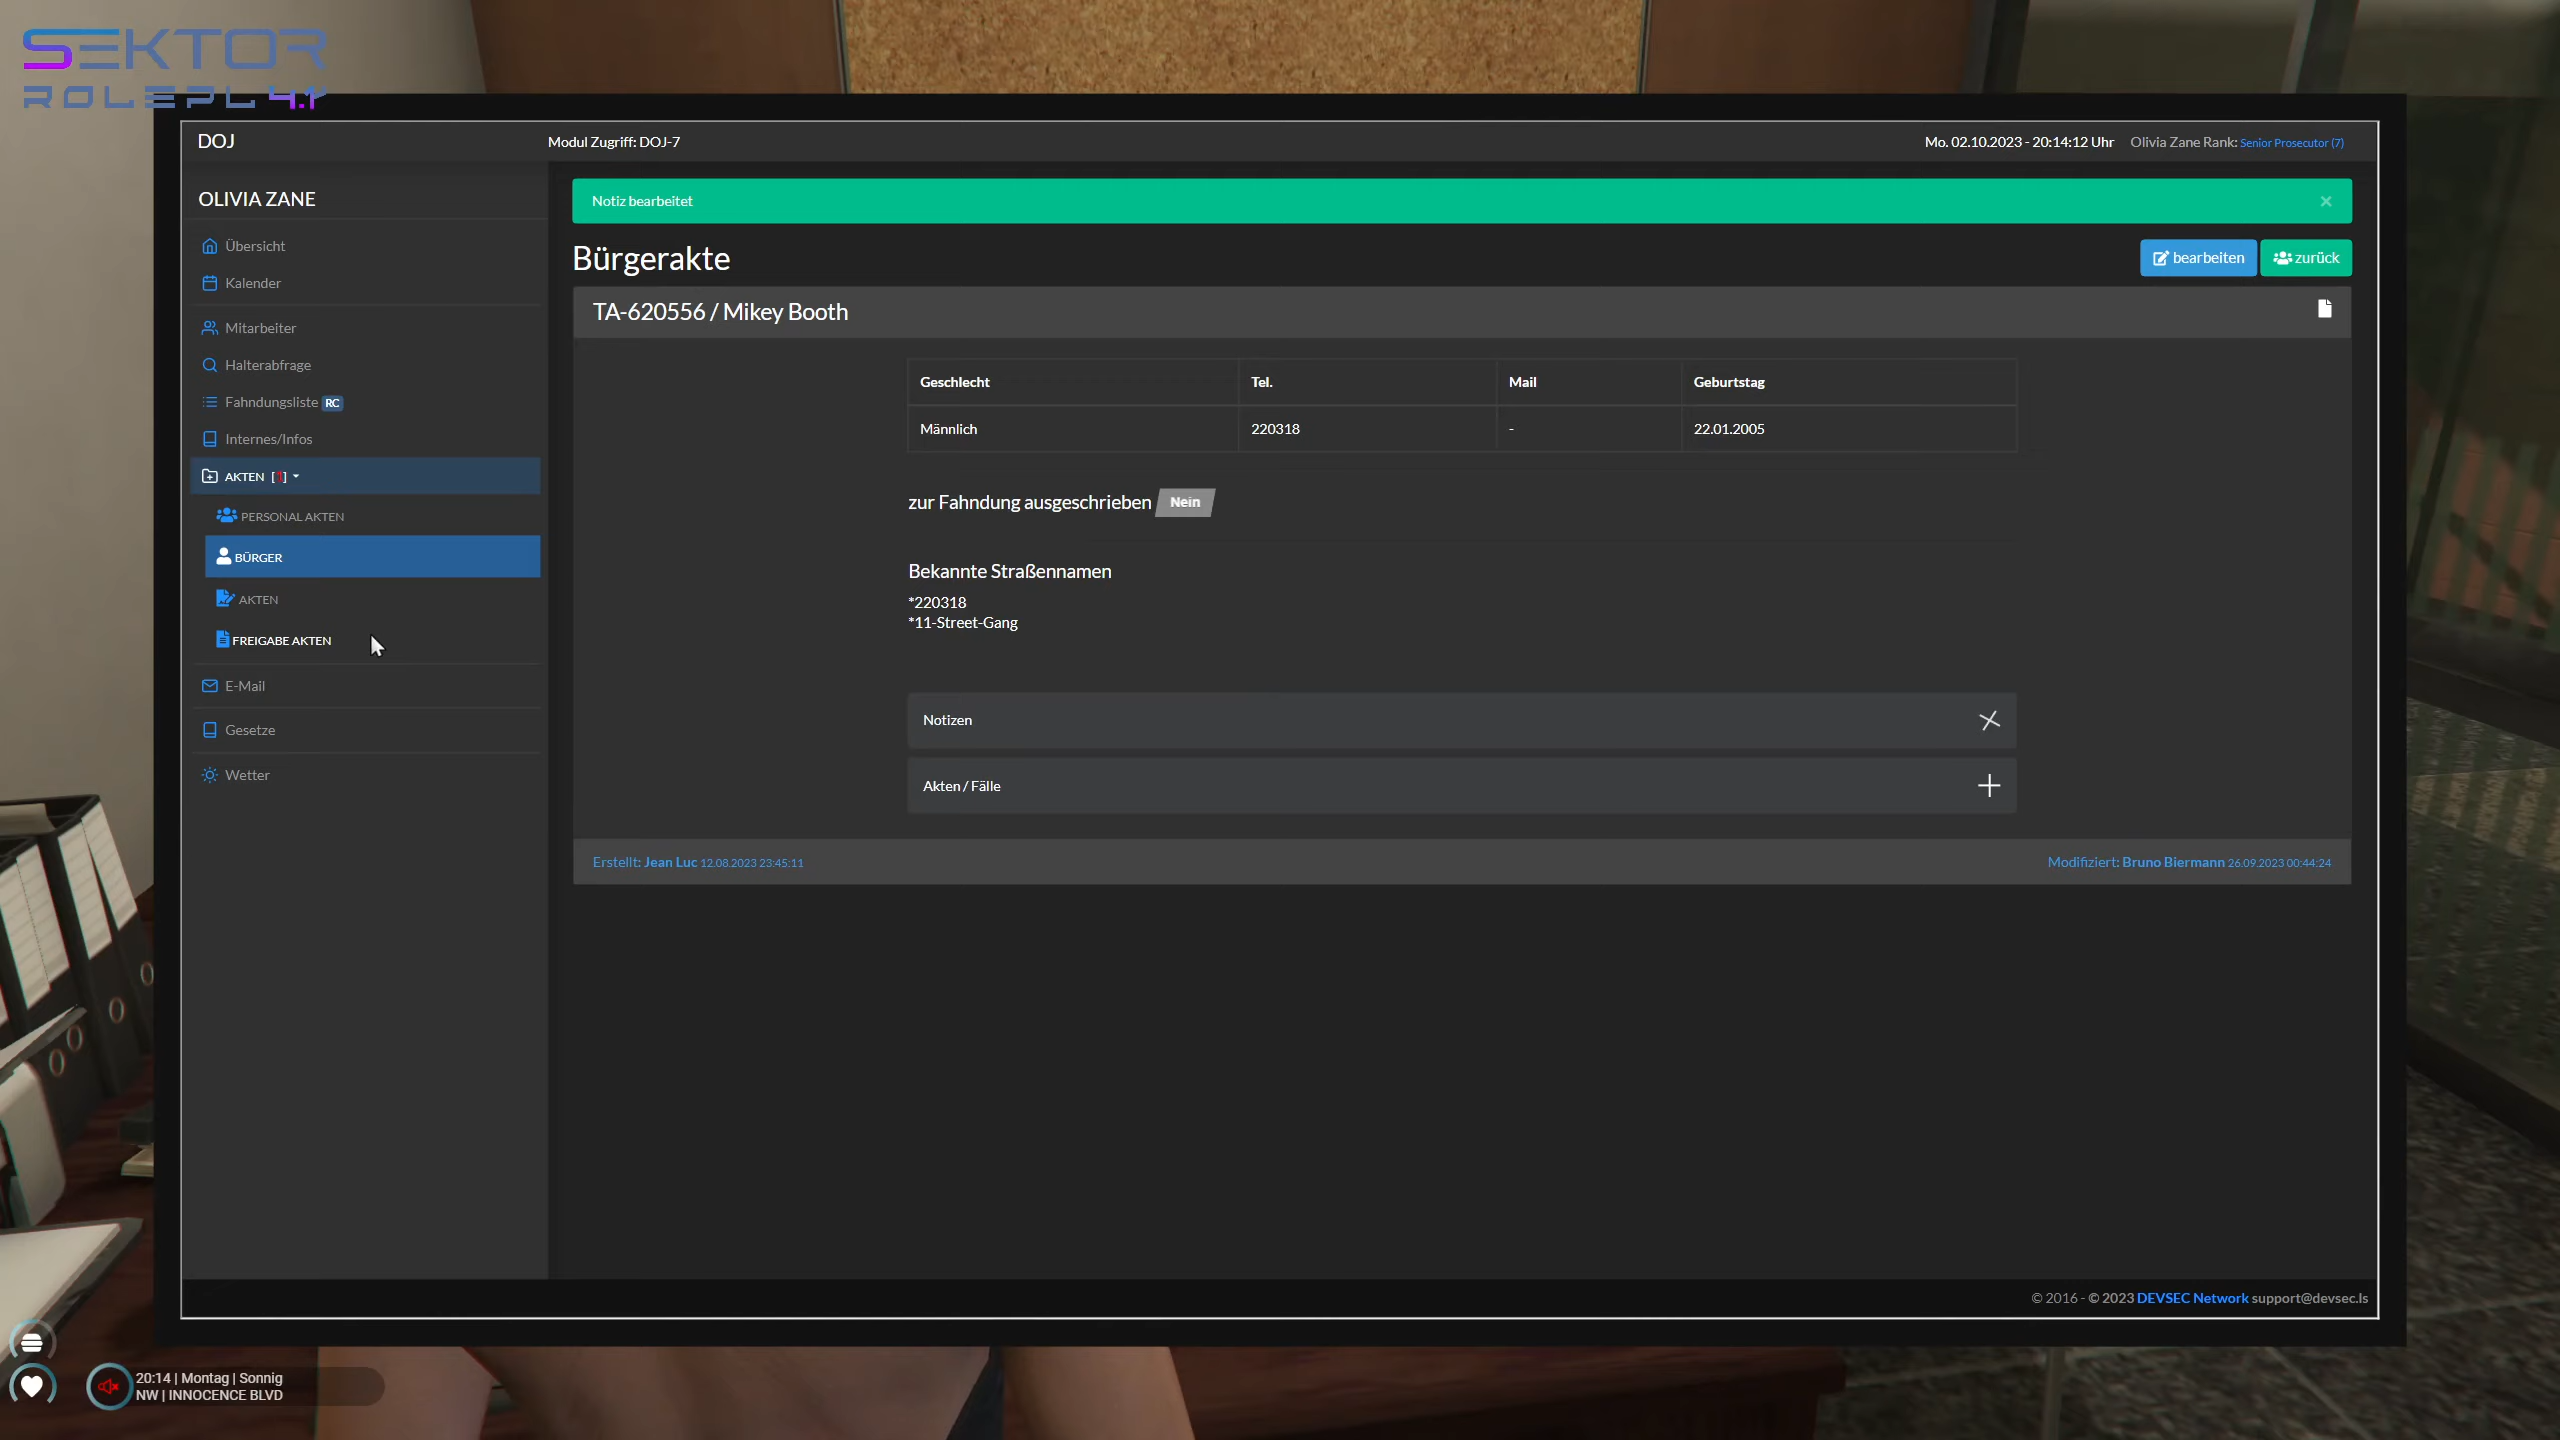 SEKTOR
ROLEPL4.Y
DOJ
Modul Zugriff: DOJ-7
Mo. 02.10.2023 - 20:14:12 Uhr
Olivia Zane Rank: Senior Prosecutor (7)
OLIVIA ZANE
Übersicht
Kalender
Mitarbeiter
Halterabfrage
Fahndungsliste RC
Internes/Infos
AKTEN
PERSONAL AKTEN
BÜRGER
AKTEN
FREIGABE AKTEN
E-Mail
Gesetze
Wetter
Notiz bearbeitet
×
Bürgerakte
bearbeiten
zurück
TA-620556 / Mikey Booth
Geschlecht Tel. Mail Geburtstag
Männlich 220318 - 22.01.2005
zur Fahndung ausgeschrieben Nein
Bekannte Straßennamen
*220318
*11-Street-Gang
Notizen
Akten / Fälle
Erstellt: Jean Luc 12.08.2023 23:45:11
Modifiziert: Bruno Biermann 26.09.2023 00:44:24
© 2016 - © 2023 DEVSEC Network support@devsec.ls
20:14 | Montag | Sonnig
NW | INNOCENCE BLVD